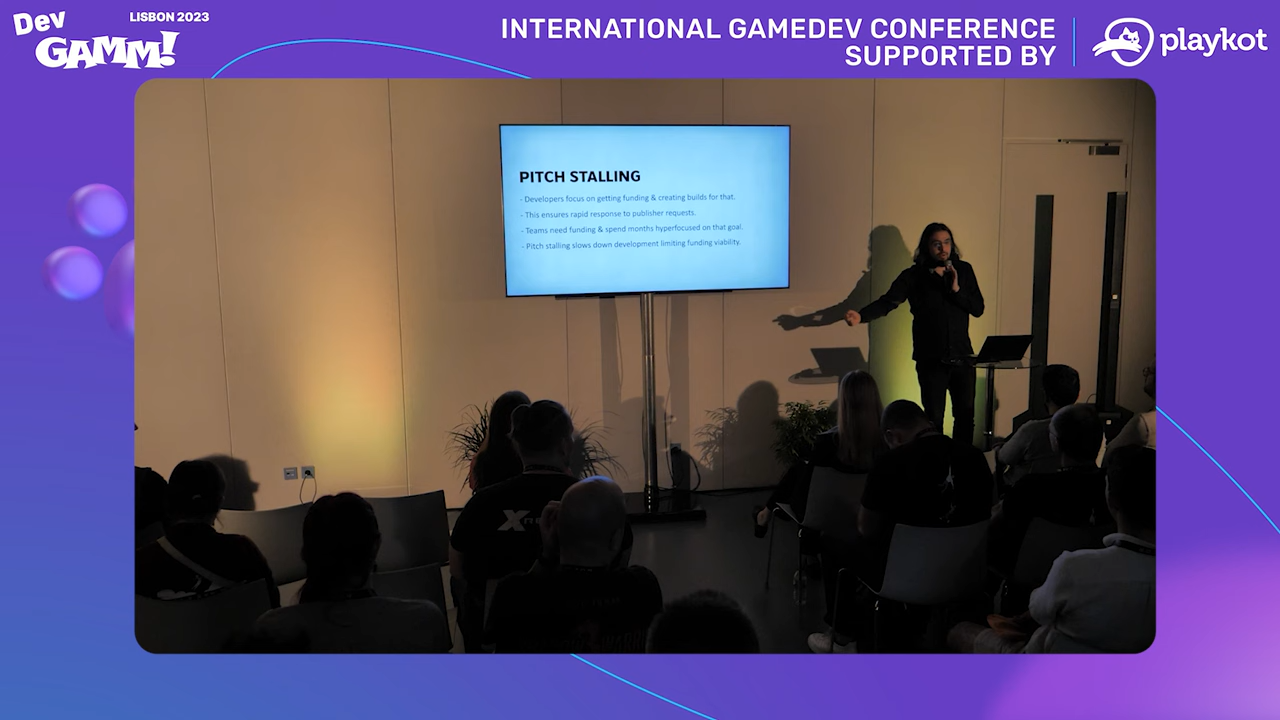 Dev
GAMM!
LISBON 2023
INTERNATIONAL GAMEDEV CONFERENCE
SUPPORTED BY
playkot
PITCH STALLING
- Developers focus on getting funding & creating builds for that.
- This ensures rapid response to publisher requests.
- Teams need funding & spend months hyperfocused on that goal.
- Pitch stalling slows down development limiting funding viability.